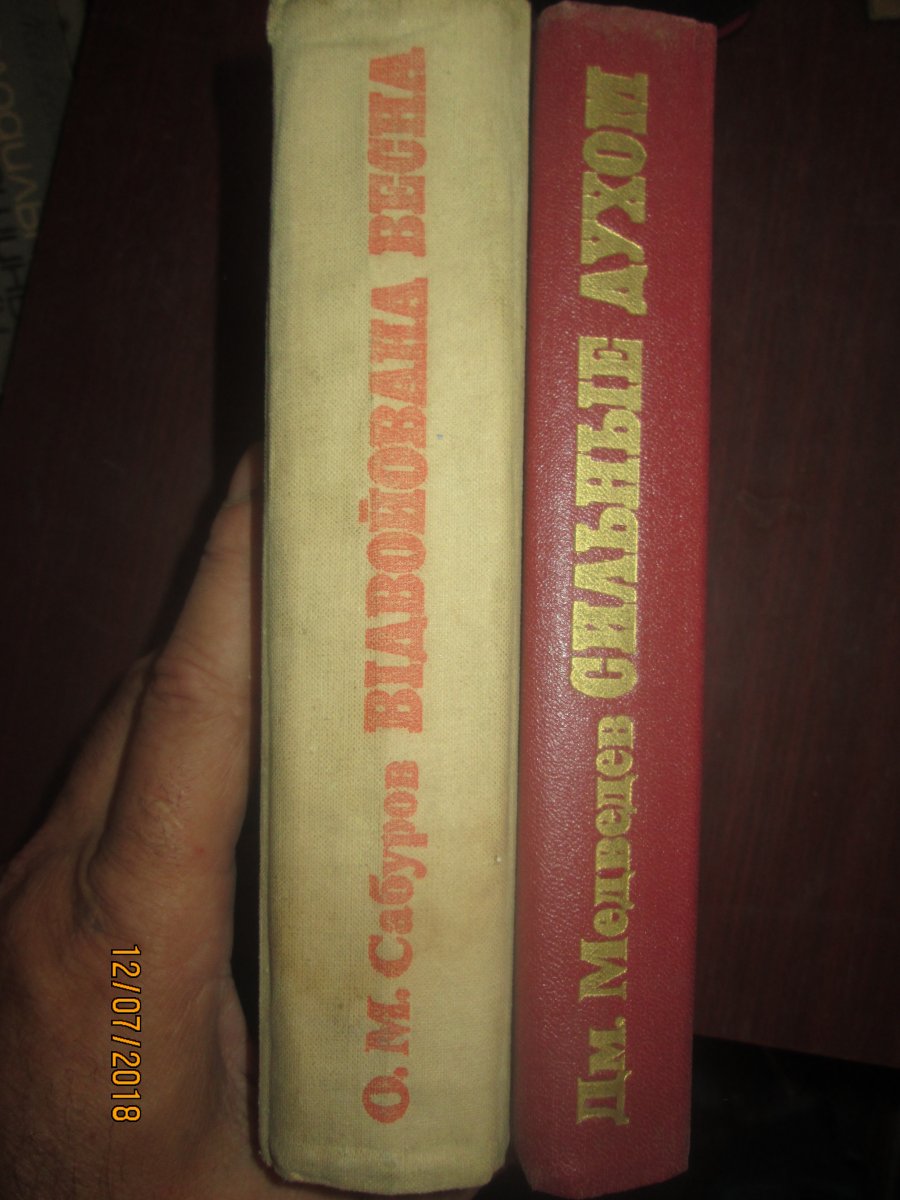 О. М. Сабуров ВІДВОЙОВАНА ВЕСНА
Дм. Медведев СИЛЬНЫЕ ДУХОМ
12/07/2018